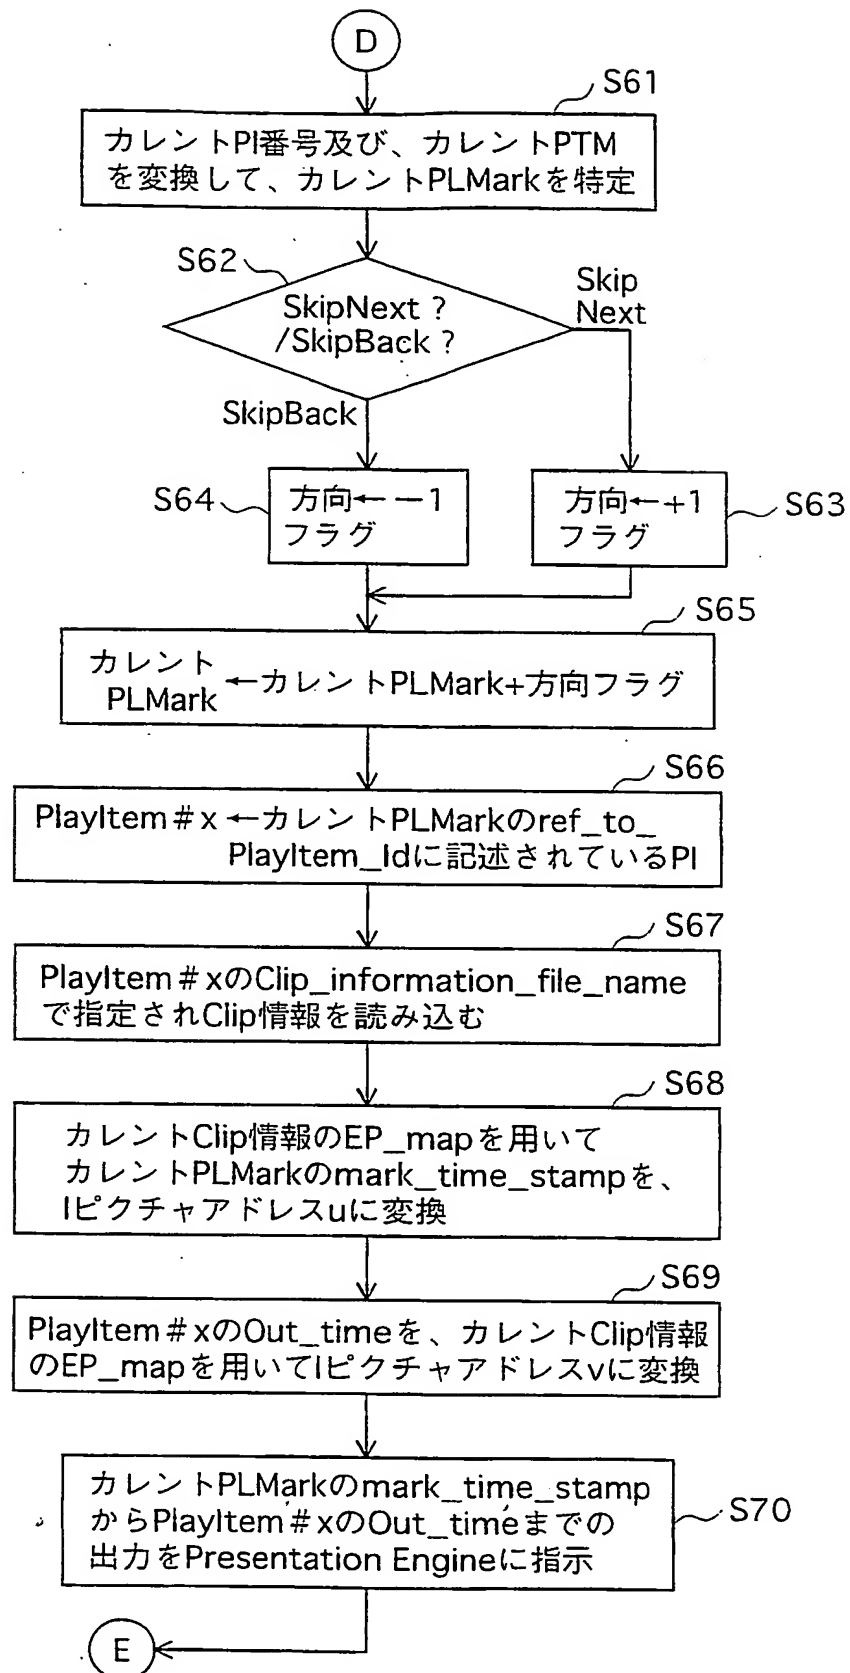 D
S61
カレントPI番号及び、カレントPTM
を変換して、カレントPLMarkを特定
S62
SkipNext ?
/SkipBack ?
Skip
Next
SkipBack
S64
方向←−1
フラグ
方向←+1
フラグ
S63
S65
カレント
PLMark
←カレントPLMark+方向フラグ
S66
PlayItem#x←カレントPLMarkのref_to_
PlayItem_Idに記述されているPI
S67
PlayItem#xのClip_information_file_name
で指定されClip情報を読み込む
S68
カレントClip情報のEP_mapを用いて
カレントPLMarkのmark_time_stampを、
Iピクチャアドレスuに変換
S69
PlayItem#xのOut_timeを、カレントClip情報
のEP_mapを用いてIピクチャアドレスvに変換
カレントPLMarkのmark_time_stamp
からPlayItem#xのOut_timeまでの
出力をPresentation Engineに指示
S70
E